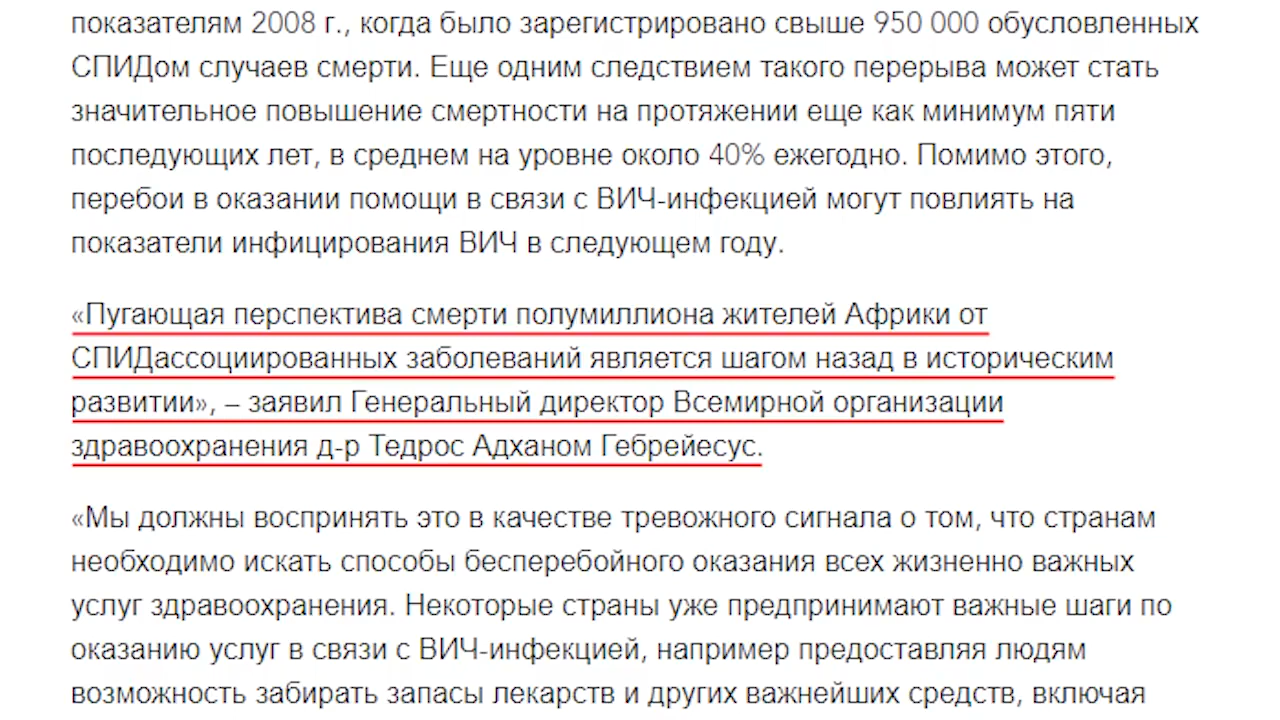 показателям 2008 г., когда было зарегистрировано свыше 950 000 обусловленных
СПИДом случаев смерти. Еще одним следствием такого перерыва может стать
значительное повышение смертности на протяжении еще как минимум пяти
последующих лет, в среднем на уровне около 40% ежегодно. Помимо этого,
перебои в оказании помощи в связи с ВИЧ-инфекцией могут повлиять на
показатели инфицирования ВИЧ в следующем году.
«Пугающая перспектива смерти полумиллиона жителей Африки от
СПИДассоциированных заболеваний является шагом назад в историческим
развитии», – заявил Генеральный директор Всемирной организации
здравоохранения д-р Тедрос Адханом Гебрейесус.
«Мы должны воспринять это в качестве тревожного сигнала о том, что странам
необходимо искать способы бесперебойного оказания всех жизненно важных
услуг здравоохранения. Некоторые страны уже предпринимают важные шаги по
оказанию услуг в связи с ВИЧ-инфекцией, например предоставляя людям
возможность забирать запасы лекарств и других важнейших средств, включая